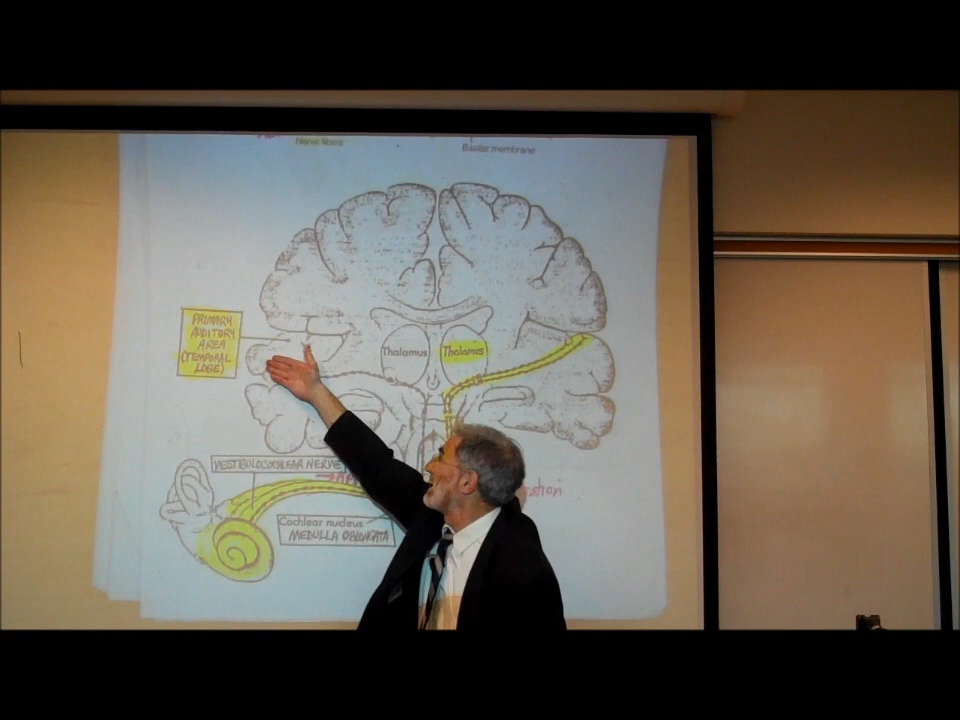 Nerve fibers
Basilar membrane
PRIMARY
AUDITORY
AREA
(TEMPORAL
LOBE)
Thalamus
Thalamus
VESTIBULOCOCHLEAR NERVE
Cochlear nucleus
MEDULLA OBLONGATA